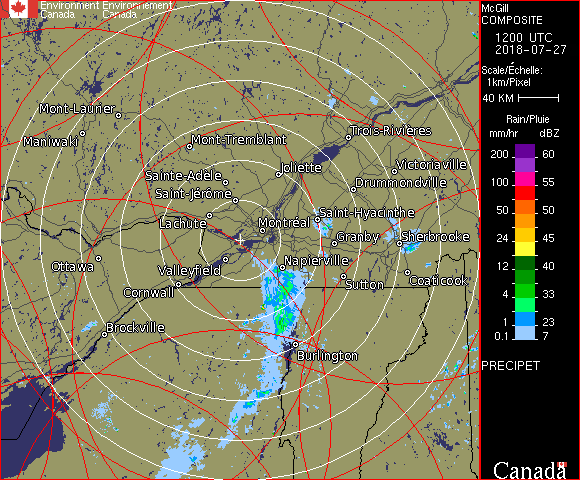 Environment Environnement
Canada Canada
McGill
COMPOSITE
1200 UTC
2018-07-27
Scale/Échelle:
1km/Pixel
40 KM
Rain/Pluie
mm/hr dBZ
200 60
100 55
50 50
24 45
12 40
4 33
1 23
0.1 7
PRECIPET
Canada
Mont-Laurier
Maniwaki
Mont-Tremblant
Trois-Rivières
Joliette
Victoriaville
Sainte-Adèle
Drummondville
Saint-Jérôme
Saint-Hyacinthe
Lachute
Montréal
Granby
Sherbrooke
Ottawa
Valleyfield
Napierville
Coaticook
Cornwall
Sutton
Brockville
Burlington